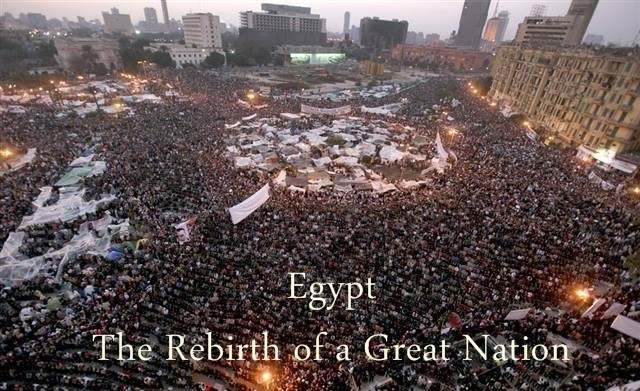 Egypt
The Rebirth of a Great Nation